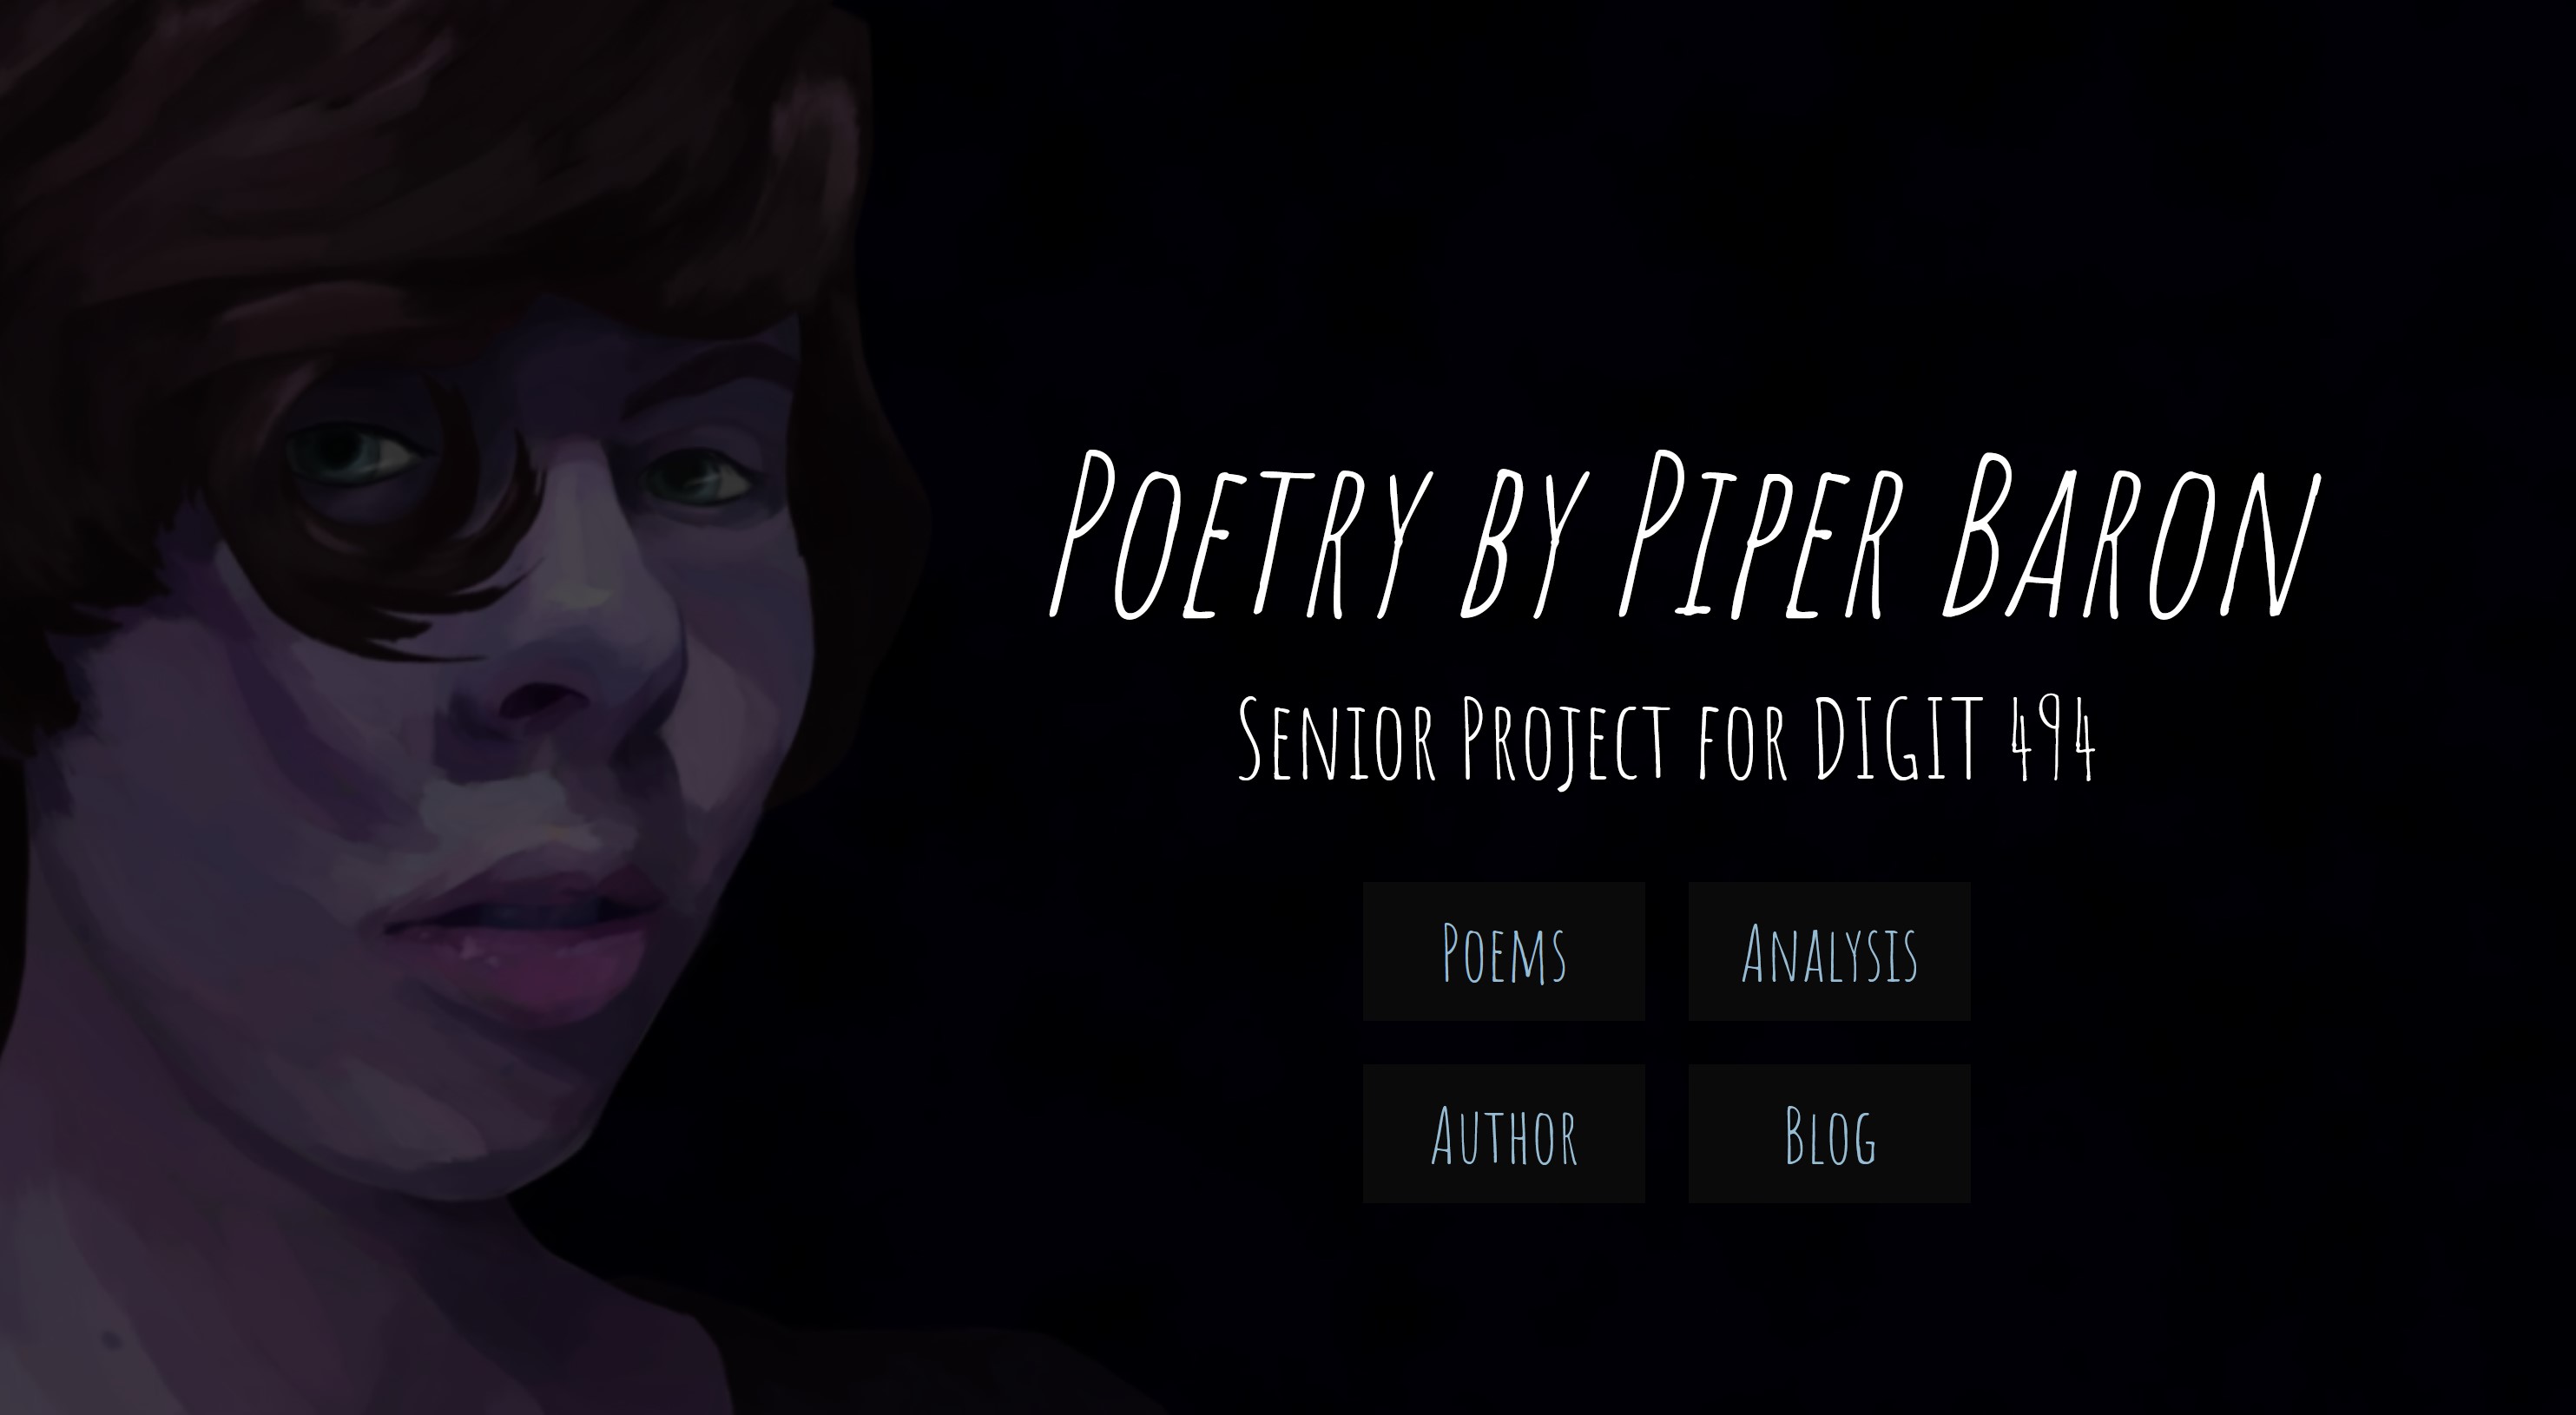 Poetry by Piper Baron
Senior Project for DIGIT 494
Poems
Analysis
Author
Blog